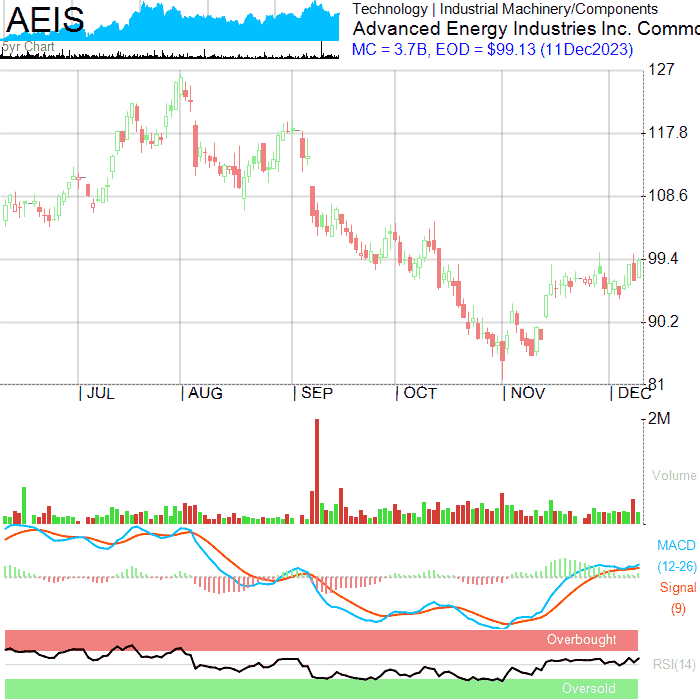 AEIS
5yr Chart
Technology | Industrial Machinery/Components
Advanced Energy Industries Inc. Commo
MC = 3.7B, EOD = $99.13 (11Dec2023)
127
117.8
108.6
99.4
90.2
81
| JUL | AUG | SEP | OCT | NOV | DEC
2M
Volume
MACD
(12-26)
Signal
(9)
Overbought
RSI(14)
Oversold